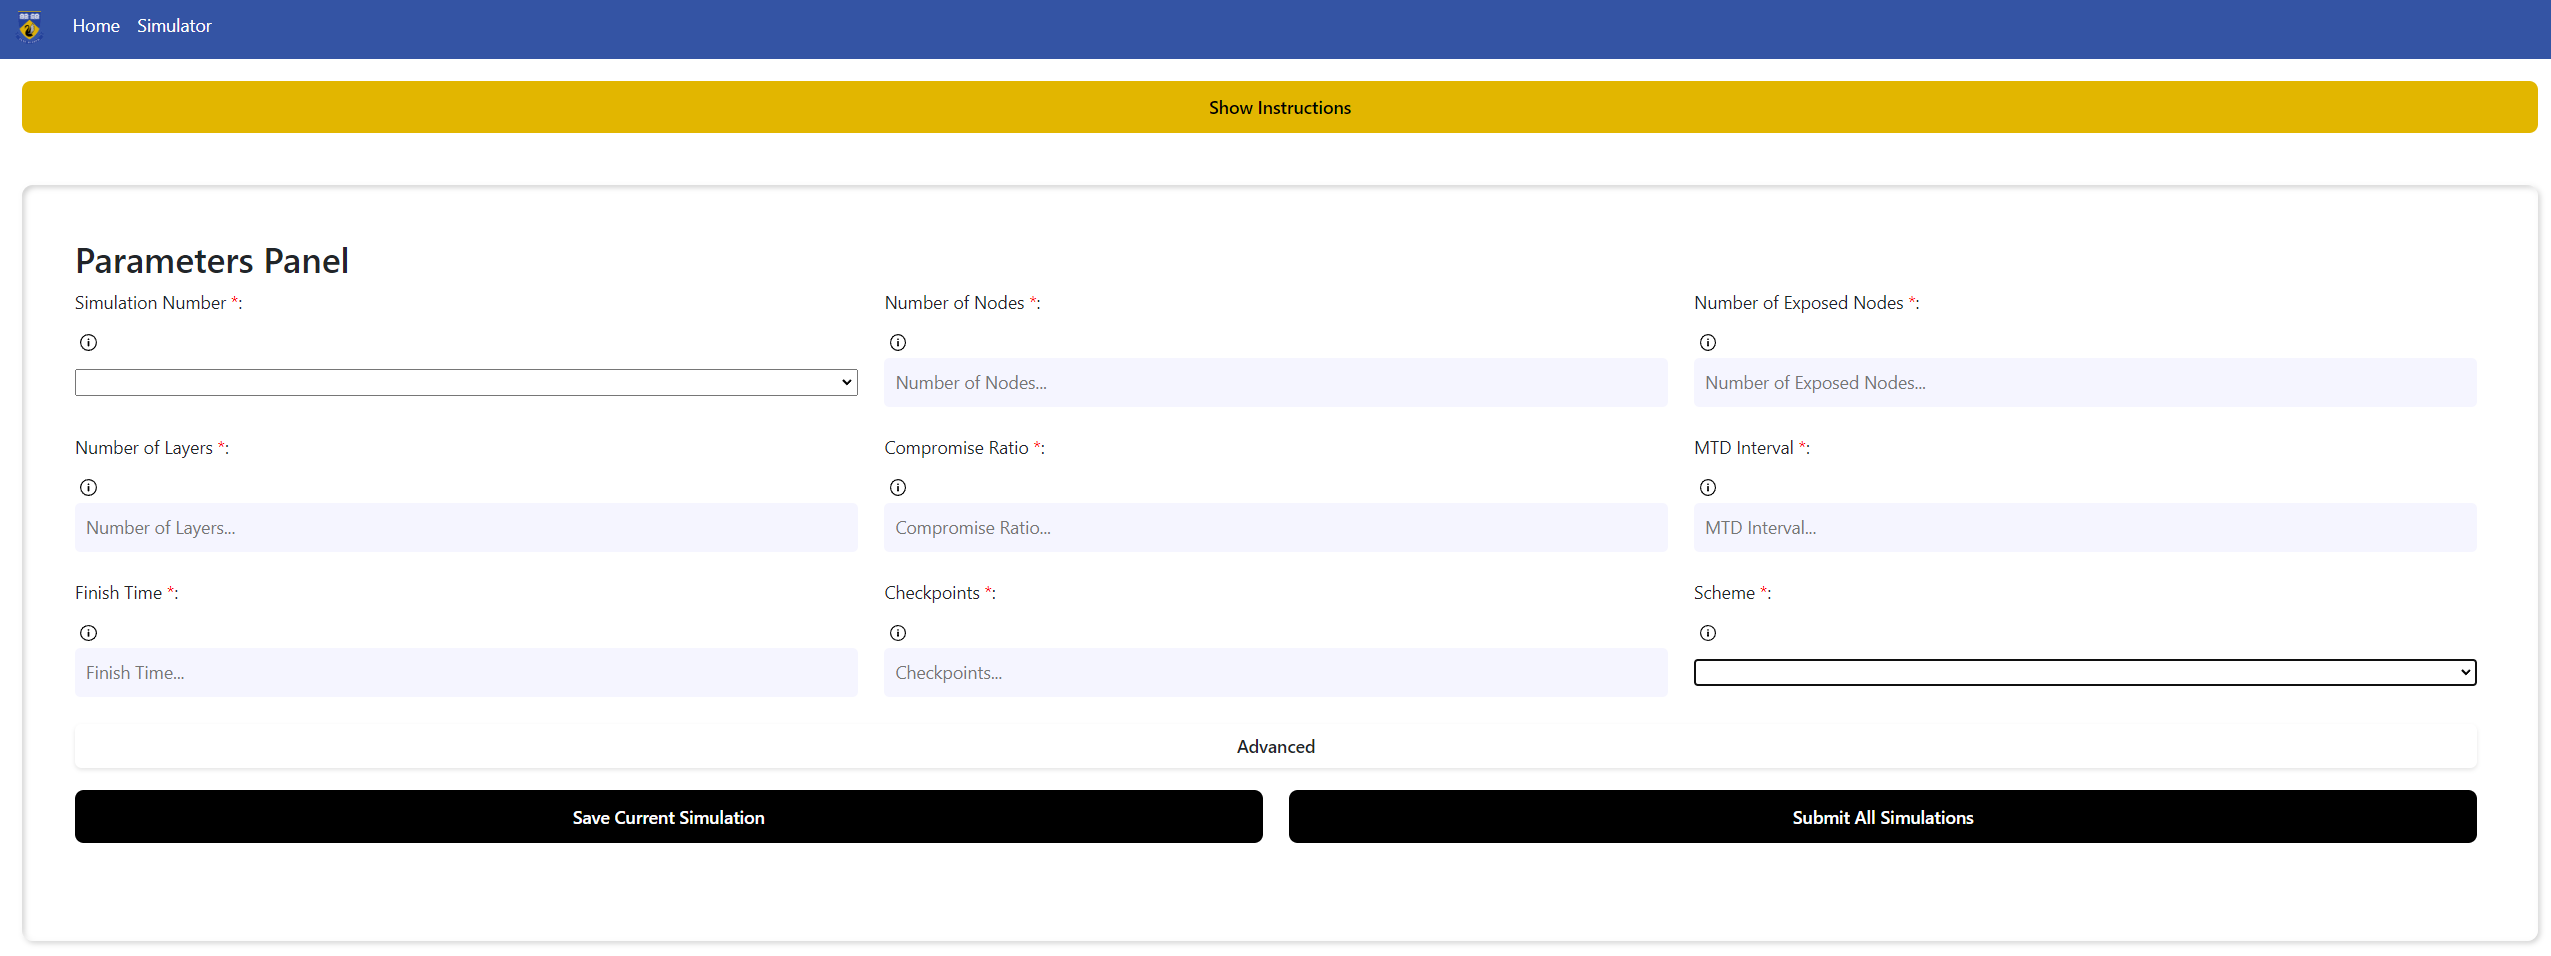 Home Simulator
Show Instructions
Parameters Panel
Simulation Number *: Number of Nodes *: Number of Exposed Nodes *:
Number of Nodes... Number of Exposed Nodes...
Number of Layers *: Compromise Ratio *: MTD Interval *:
Number of Layers... Compromise Ratio... MTD Interval...
Finish Time *: Checkpoints *: Scheme *:
Finish Time... Checkpoints...
Advanced
Save Current Simulation Submit All Simulations